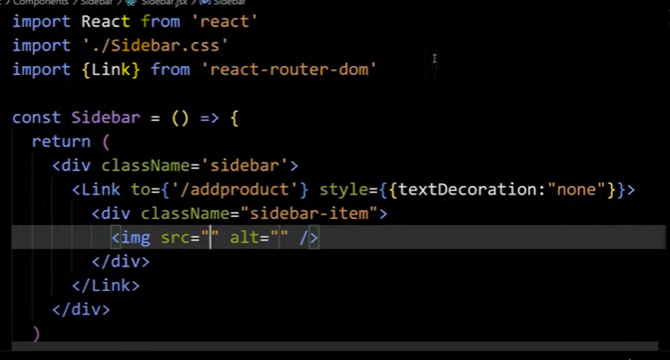 Components > Sidebar > Sidebar.jsx > Sidebar
import React from 'react'
import './Sidebar.css'
import {Link} from 'react-router-dom'
const Sidebar = () => {
return (
<div className='sidebar'>
<Link to={'/addproduct'} style={{textDecoration:"none"}}>
<div className="sidebar-item">
<img src="" alt="" />
</div>
</Link>
</div>
)